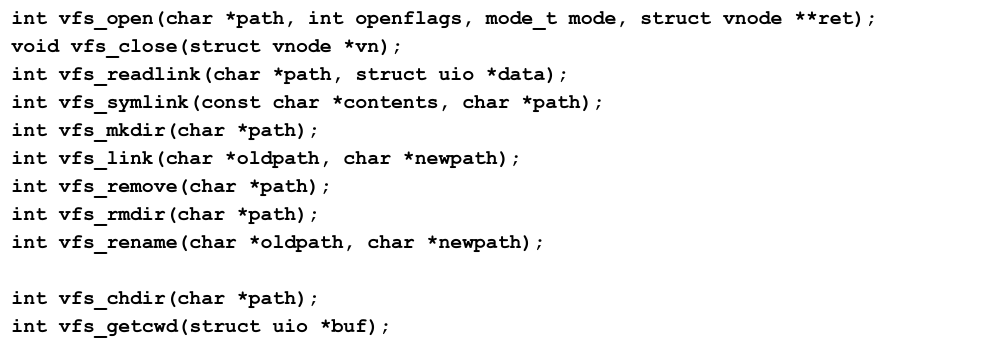 int vfs_open(char *path, int openflags, mode_t mode, struct vnode **ret);
void vfs_close(struct vnode *vn);
int vfs_readlink(char *path, struct uio *data);
int vfs_symlink(const char *contents, char *path);
int vfs_mkdir(char *path);
int vfs_link(char *oldpath, char *newpath);
int vfs_remove(char *path);
int vfs_rmdir(char *path);
int vfs_rename(char *oldpath, char *newpath);

int vfs_chdir(char *path);
int vfs_getcwd(struct uio *buf);